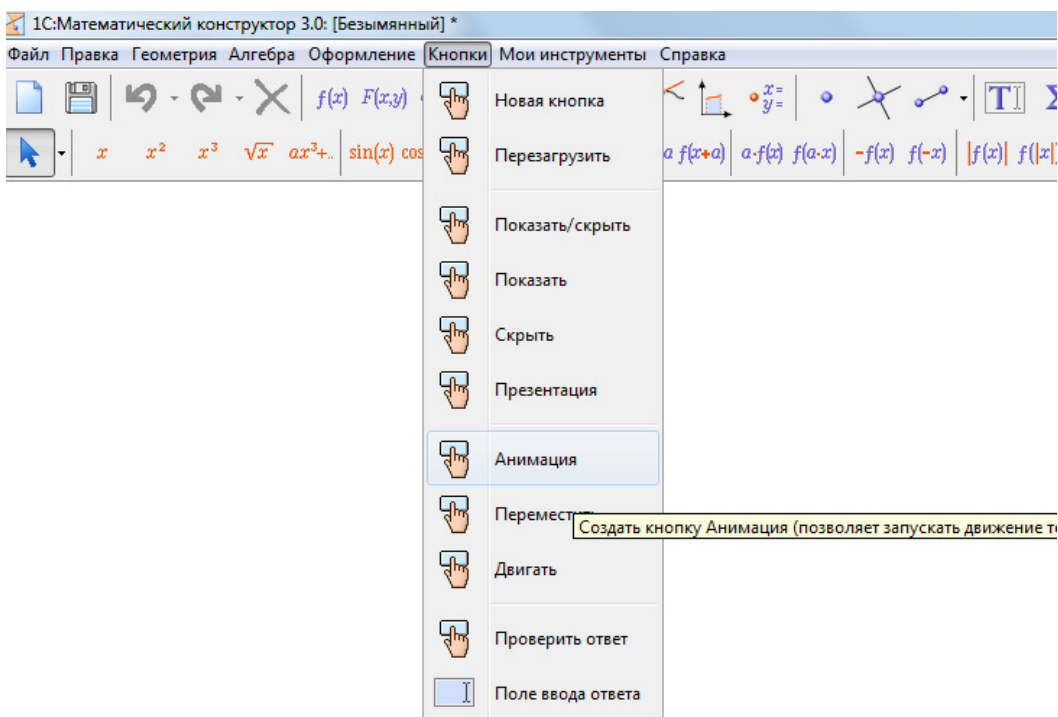 1С:Математический конструктор 3.0: [Безымянный] *
Файл Правка Геометрия Алгебра Оформление Кнопки Мои инструменты Справка
f(x) F(x,y) x= y= T
x x² x³ √x ax³+.. sin(x) cos a f(x+a) a·f(x) f(a·x) -f(x) f(-x) |f(x)| f(|x|)
Новая кнопка
Перезагрузить
Показать/скрыть
Показать
Скрыть
Презентация
Анимация
Создать кнопку Анимация (позволяет запускать движение
Двигать
Проверить ответ
Поле ввода ответа